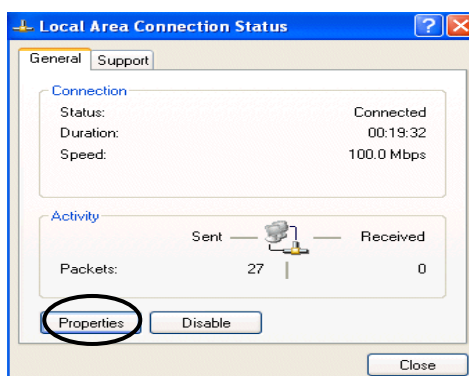 Local Area Connection Status
General Support
Connection
Status: Connected
Duration: 00:19:32
Speed: 100.0 Mbps
Activity
Sent Received
Packets: 27 0
Properties Disable
Close